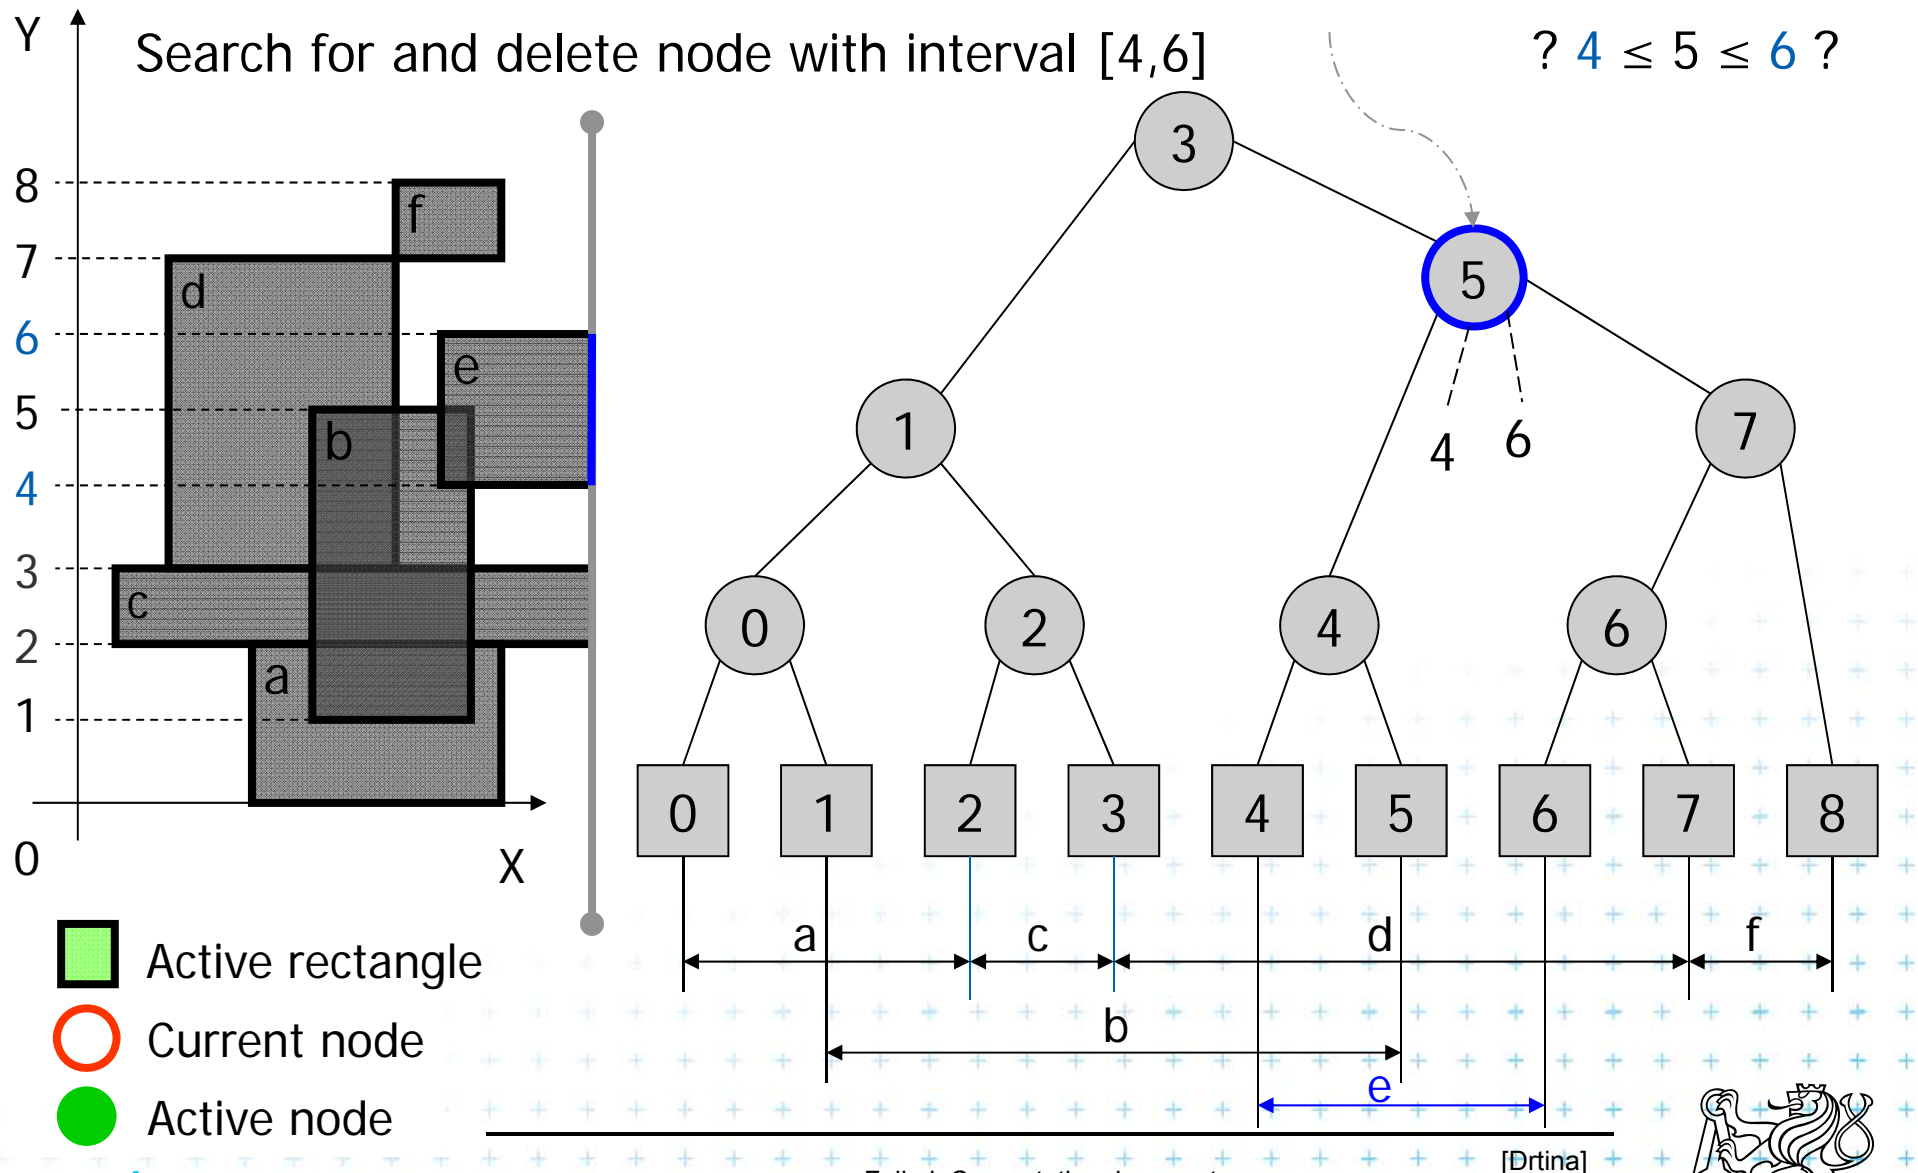 Y
Search for and delete node with interval [4,6]
? 4 ≤ 5 ≤ 6 ?
8
7
6
5
4
3
2
1
0
X
f
d
e
b
c
a
3
5
4 6
1
7
0
2
4
6
0 1 2 3 4 5 6 7 8
a c d f
b
e
Active rectangle
Current node
Active node
[Drtina]